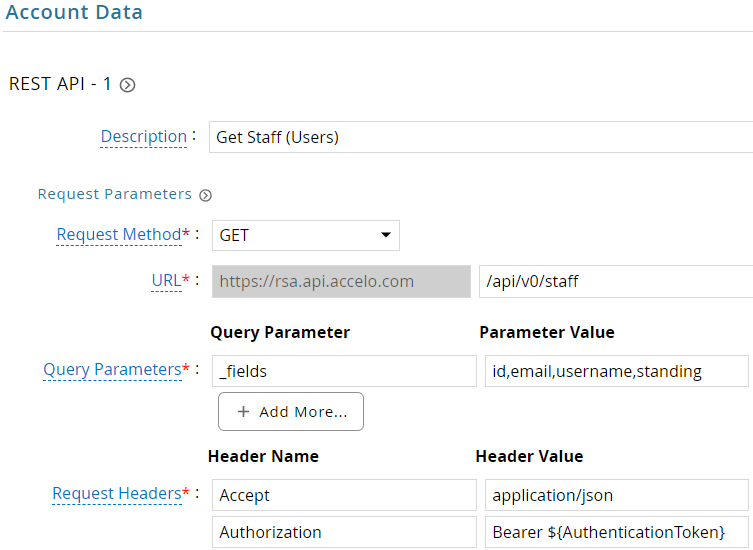 Account Data
REST API - 1
Description :
Get Staff (Users)
Request Parameters
Request Method* :
GET
URL* :
https://rsa.api.accelo.com
/api/v0/staff
Query Parameter
Parameter Value
Query Parameters* :
_fields
id,email,username,standing
+ Add More...
Header Name
Header Value
Request Headers* :
Accept
application/json
Authorization
Bearer ${AuthenticationToken}